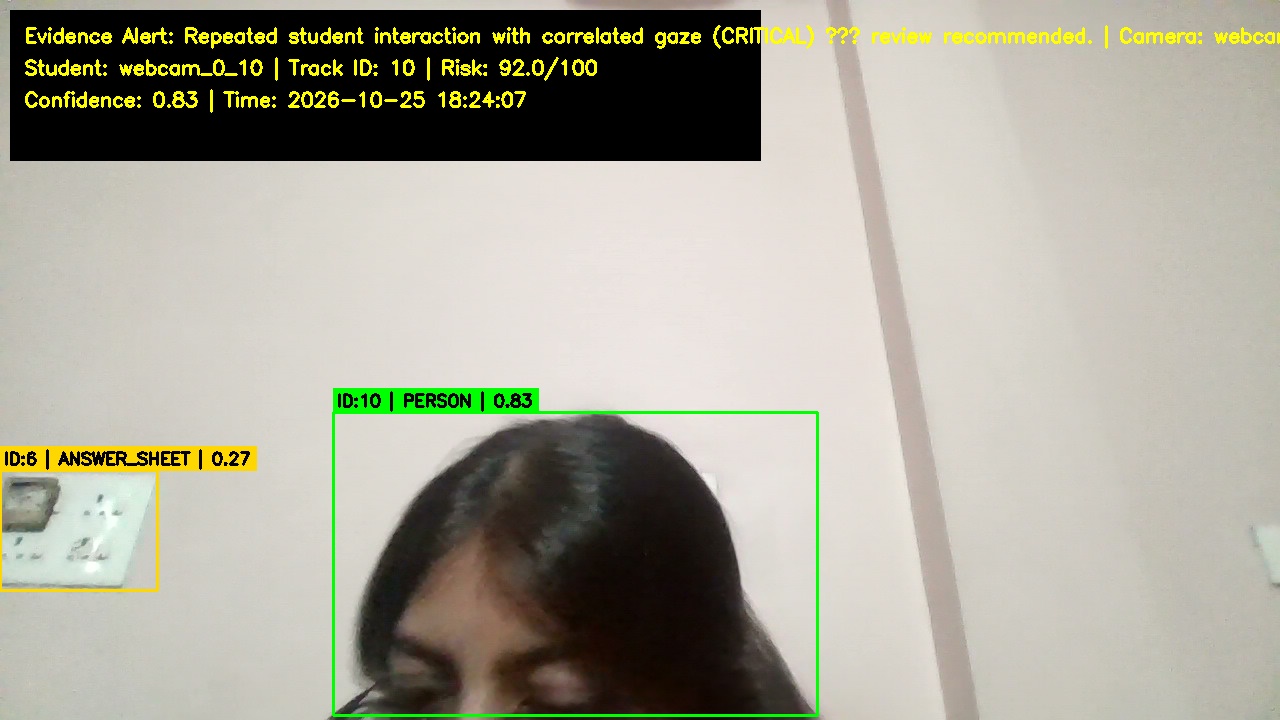 Evidence Alert: Repeated student interaction with correlated gaze (CRITICAL) ??? review recommended. | Camera: webca
Student: webcam_0_10 | Track ID: 10 | Risk: 92.0/100
Confidence: 0.83 | Time: 2026-10-25 18:24:07
ID:10 | PERSON | 0.83
ID:6 | ANSWER_SHEET | 0.27